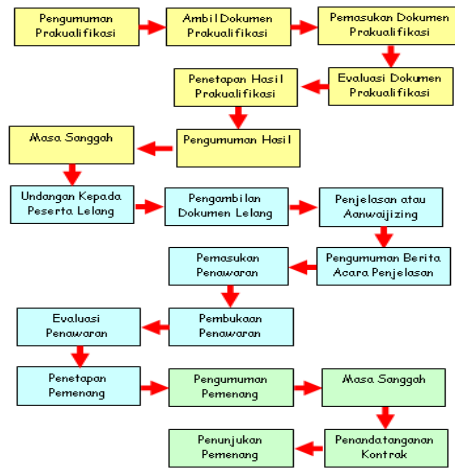 Pengumuman
Prakualifikasi
Ambil Dokumen
Prakualifikasi
Pemasukan Dokumen
Prakualifikasi
Evaluasi Dokumen
Prakualifikasi
Penetapan Hasil
Prakualifikasi
Pengumuman Hasil
Masa Sanggah
Undangan Kepada
Peserta Lelang
Pengambilan
Dokumen Lelang
Penjelasan atau
Aanwaijizing
Pengumuman Berita
Acara Penjelasan
Pemasukan
Penawaran
Pembukaan
Penawaran
Evaluasi
Penawaran
Penetapan
Pemenang
Pengumuman
Pemenang
Masa Sanggah
Penandatanganan
Kontrak
Penunjukan
Pemenang